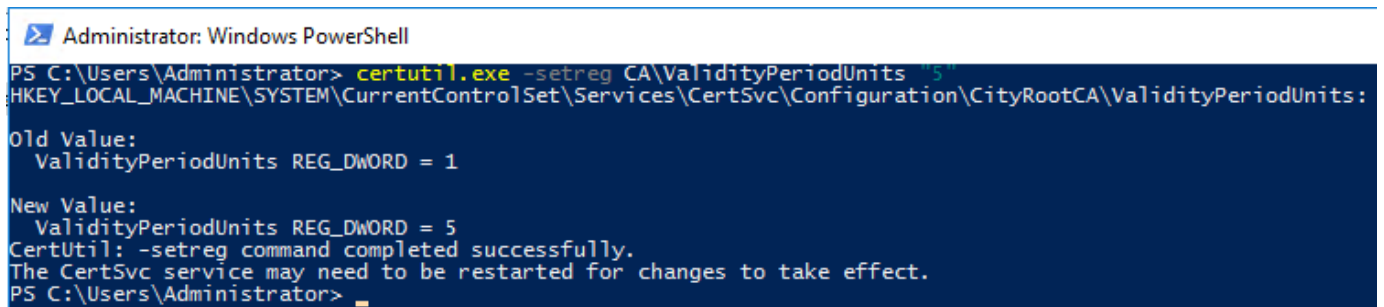 Administrator: Windows PowerShell
PS C:\Users\Administrator> certutil.exe -setreg CA\ValidityPeriodUnits "5"
HKEY_LOCAL_MACHINE\SYSTEM\CurrentControlSet\Services\CertSvc\Configuration\CityRootCA\ValidityPeriodUnits:
Old Value:
ValidityPeriodUnits REG_DWORD = 1
New Value:
ValidityPeriodUnits REG_DWORD = 5
CertUtil: -setreg command completed successfully.
The CertSvc service may need to be restarted for changes to take effect.
PS C:\Users\Administrator>